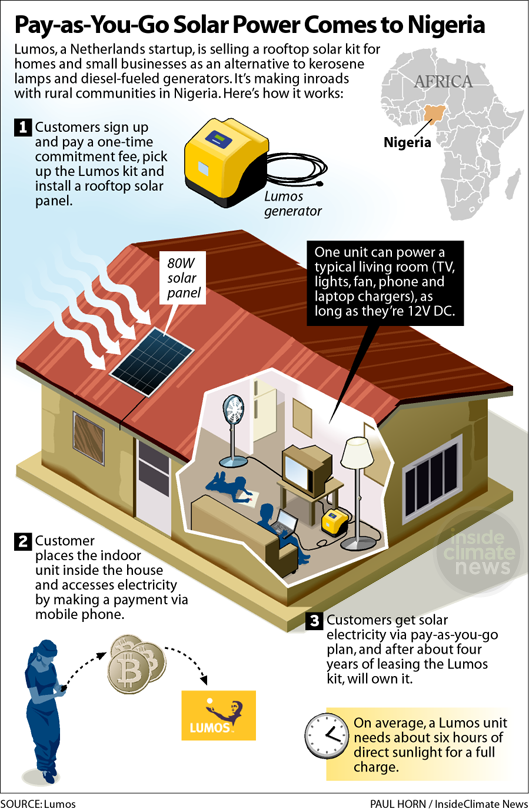 Pay-as-You-Go Solar Power Comes to Nigeria
Lumos, a Netherlands startup, is selling a rooftop solar kit for
homes and small businesses as an alternative to kerosene
lamps and diesel-fueled generators. It's making inroads
with rural communities in Nigeria. Here's how it works:
AFRICA
Nigeria
1 Customers sign up
and pay a one-time
commitment fee, pick
up the Lumos kit and
install a rooftop solar
panel.
Lumos
generator
80W
solar
panel
One unit can power a
typical living room (TV,
lights, fan, phone and
laptop chargers), as
long as they're 12V DC.
inside
climate
news
2 Customer
places the indoor
unit inside the house
and accesses electricity
by making a payment via
mobile phone.
LUMOS
3 Customers get solar
electricity via pay-as-you-go
plan, and after about four
years of leasing the Lumos
kit, will own it.
On average, a Lumos unit
needs about six hours of
direct sunlight for a full
charge.
SOURCE: Lumos
PAUL HORN / InsideClimate News